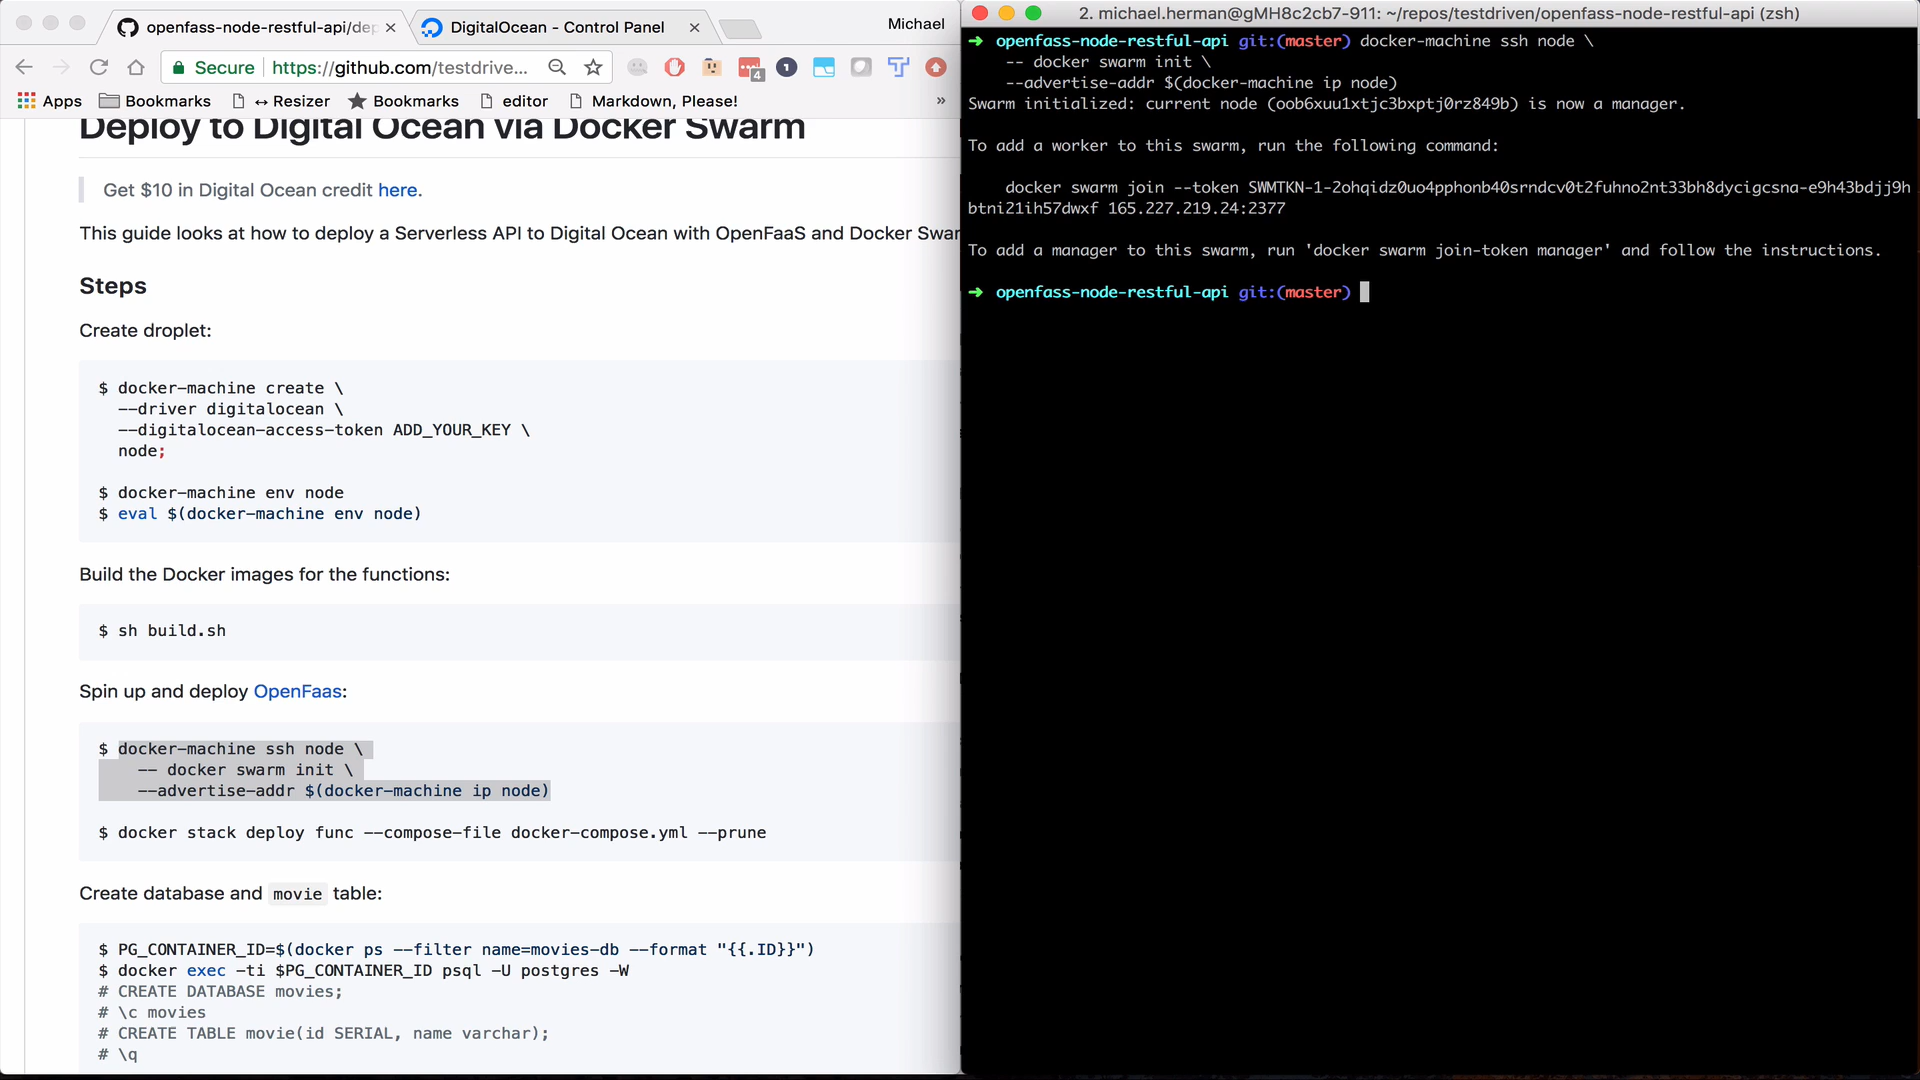 openfass-node-restful-api/dep
DigitalOcean - Control Panel
Michael
Secure
https://github.com/testdrive...
4
1
Apps
Bookmarks
↔ Resizer
Bookmarks
editor
Markdown, Please!
»
Deploy to Digital Ocean via Docker Swarm
Get $10 in Digital Ocean credit here.
This guide looks at how to deploy a Serverless API to Digital Ocean with OpenFaaS and Docker Swar
Steps
Create droplet:
$ docker-machine create \
--driver digitalocean \
--digitalocean-access-token ADD_YOUR_KEY \
node;
$ docker-machine env node
$ eval $(docker-machine env node)
Build the Docker images for the functions:
$ sh build.sh
Spin up and deploy OpenFaas:
$ docker-machine ssh node \
-- docker swarm init \
--advertise-addr $(docker-machine ip node)
$ docker stack deploy func --compose-file docker-compose.yml --prune
Create database and movie table:
$ PG_CONTAINER_ID=$(docker ps --filter name=movies-db --format "{{.ID}}")
$ docker exec -ti $PG_CONTAINER_ID psql -U postgres -W
# CREATE DATABASE movies;
# \c movies
# CREATE TABLE movie(id SERIAL, name varchar);
# \q
2. michael.herman@gMH8c2cb7-911: ~/repos/testdriven/openfass-node-restful-api (zsh)
➜ openfass-node-restful-api git:(master) docker-machine ssh node \
-- docker swarm init \
--advertise-addr $(docker-machine ip node)
Swarm initialized: current node (oob6xuu1xtjc3bxptj0rz849b) is now a manager.
To add a worker to this swarm, run the following command:
docker swarm join --token SWMTKN-1-2ohqidz0uo4pphonb40srndcv0t2fuhno2nt33bh8dycigcsna-e9h43bdjj9h
btni21ih57dwxf 165.227.219.24:2377
To add a manager to this swarm, run 'docker swarm join-token manager' and follow the instructions.
➜ openfass-node-restful-api git:(master)